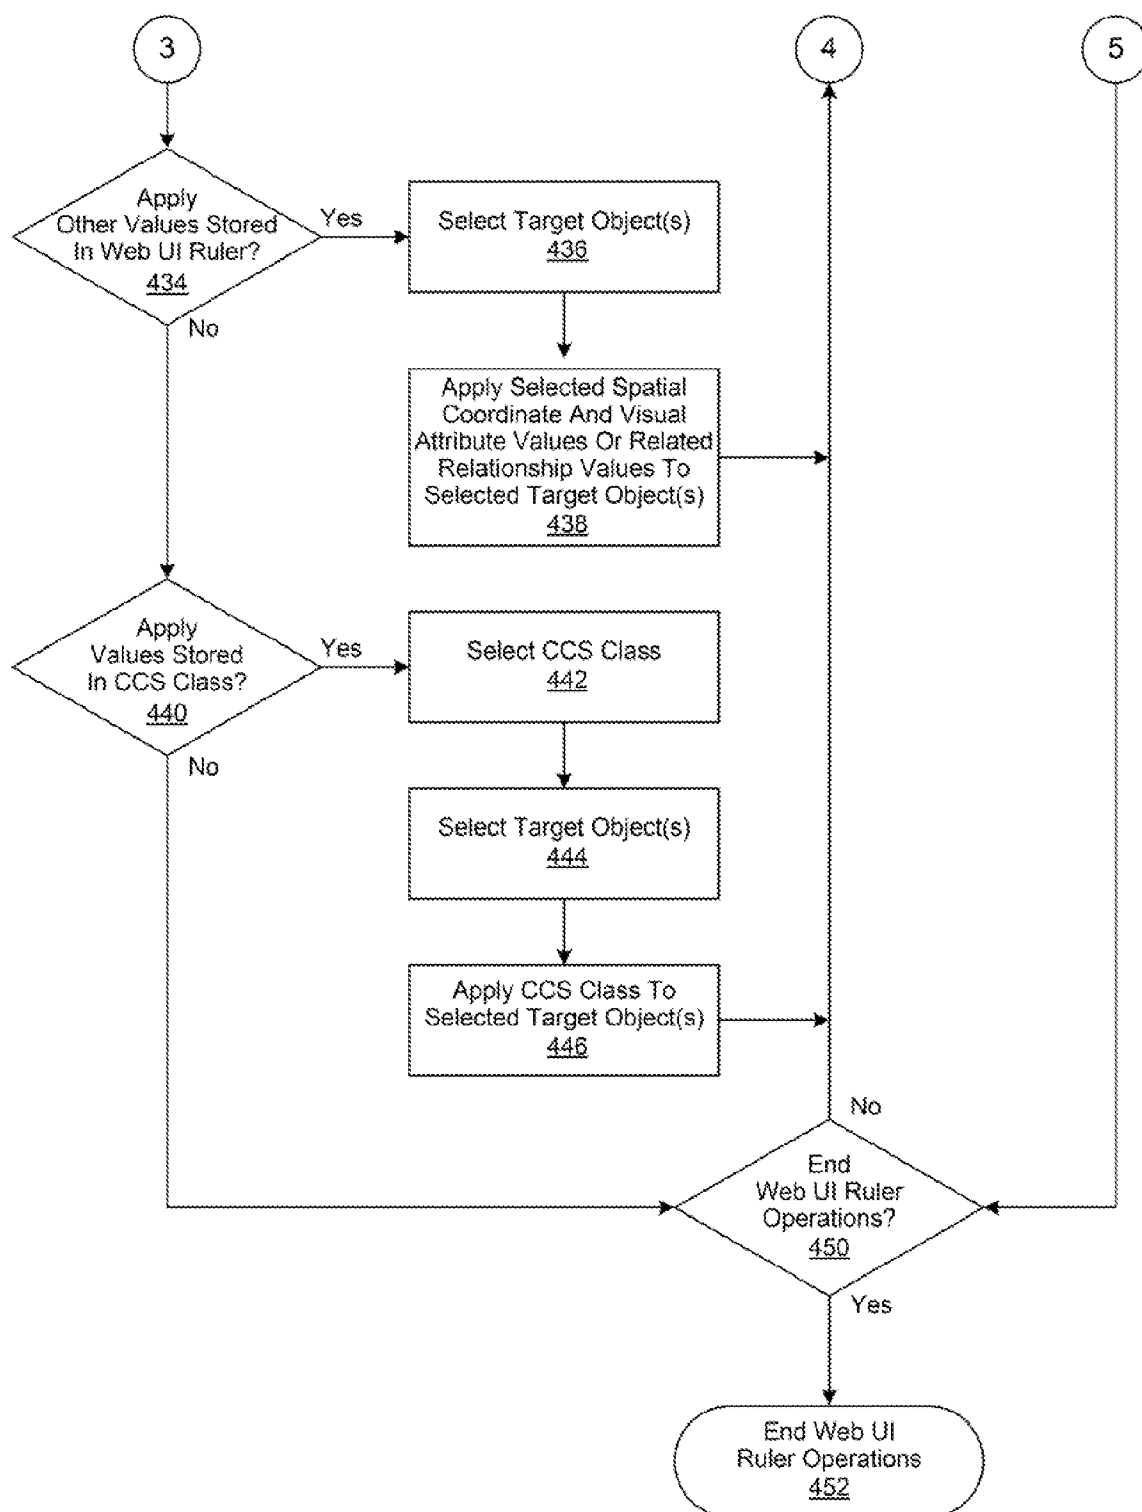 3
4
5
Apply
Other Values Stored
In Web UI Ruler?
434
Yes
No
Select Target Object(s)
436
Apply Selected Spatial
Coordinate And Visual
Attribute Values Or Related
Relationship Values To
Selected Target Object(s)
438
Apply
Values Stored
In CCS Class?
440
Yes
No
Select CCS Class
442
Select Target Object(s)
444
Apply CCS Class To
Selected Target Object(s)
446
No
End
Web UI Ruler
Operations?
450
Yes
End Web UI
Ruler Operations
452